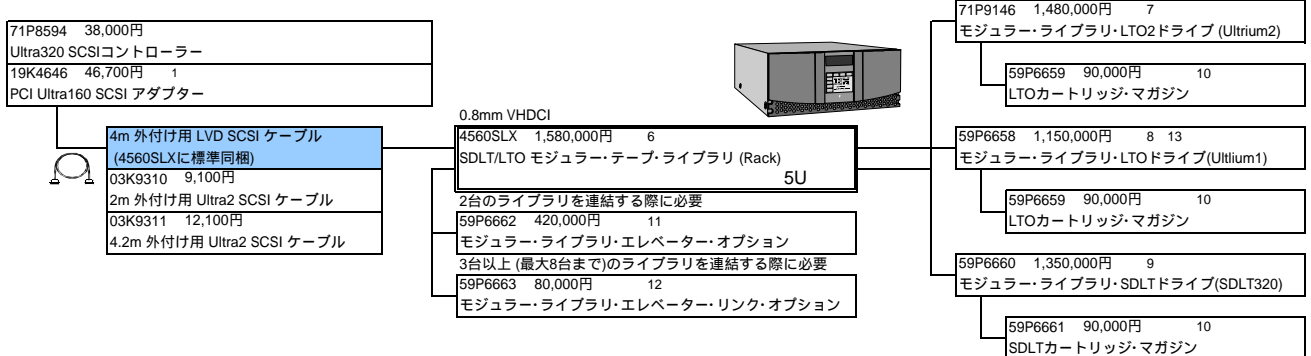 71P8594 38,000円
Ultra320 SCSIコントローラー
19K4646 46,700円 1
PCI Ultra160 SCSI アダプター
4m 外付け用 LVD SCSI ケーブル
(4560SLXに標準同梱)
03K9310 9,100円
2m 外付け用 Ultra2 SCSI ケーブル
03K9311 12,100円
4.2m 外付け用 Ultra2 SCSI ケーブル
0.8mm VHDCI
4560SLX 1,580,000円 6
SDLT/LTO モジュラー・テープ・ライブラリ (Rack)
5U
2台のライブラリを連結する際に必要
59P6662 420,000円 11
モジュラー・ライブラリ・エレベーター・オプション
3台以上 (最大8台まで)のライブラリを連結する際に必要
59P6663 80,000円 12
モジュラー・ライブラリ・エレベーター・リンク・オプション
71P9146 1,480,000円 7
モジュラー・ライブラリ・LTO2ドライブ (Ultrium2)
59P6659 90,000円 10
LTOカートリッジ・マガジン
59P6658 1,150,000円 8 13
モジュラー・ライブラリ・LTOドライブ(Ultlium1)
59P6659 90,000円 10
LTOカートリッジ・マガジン
59P6660 1,350,000円 9
モジュラー・ライブラリ・SDLTドライブ(SDLT320)
59P6661 90,000円 10
SDLTカートリッジ・マガジン